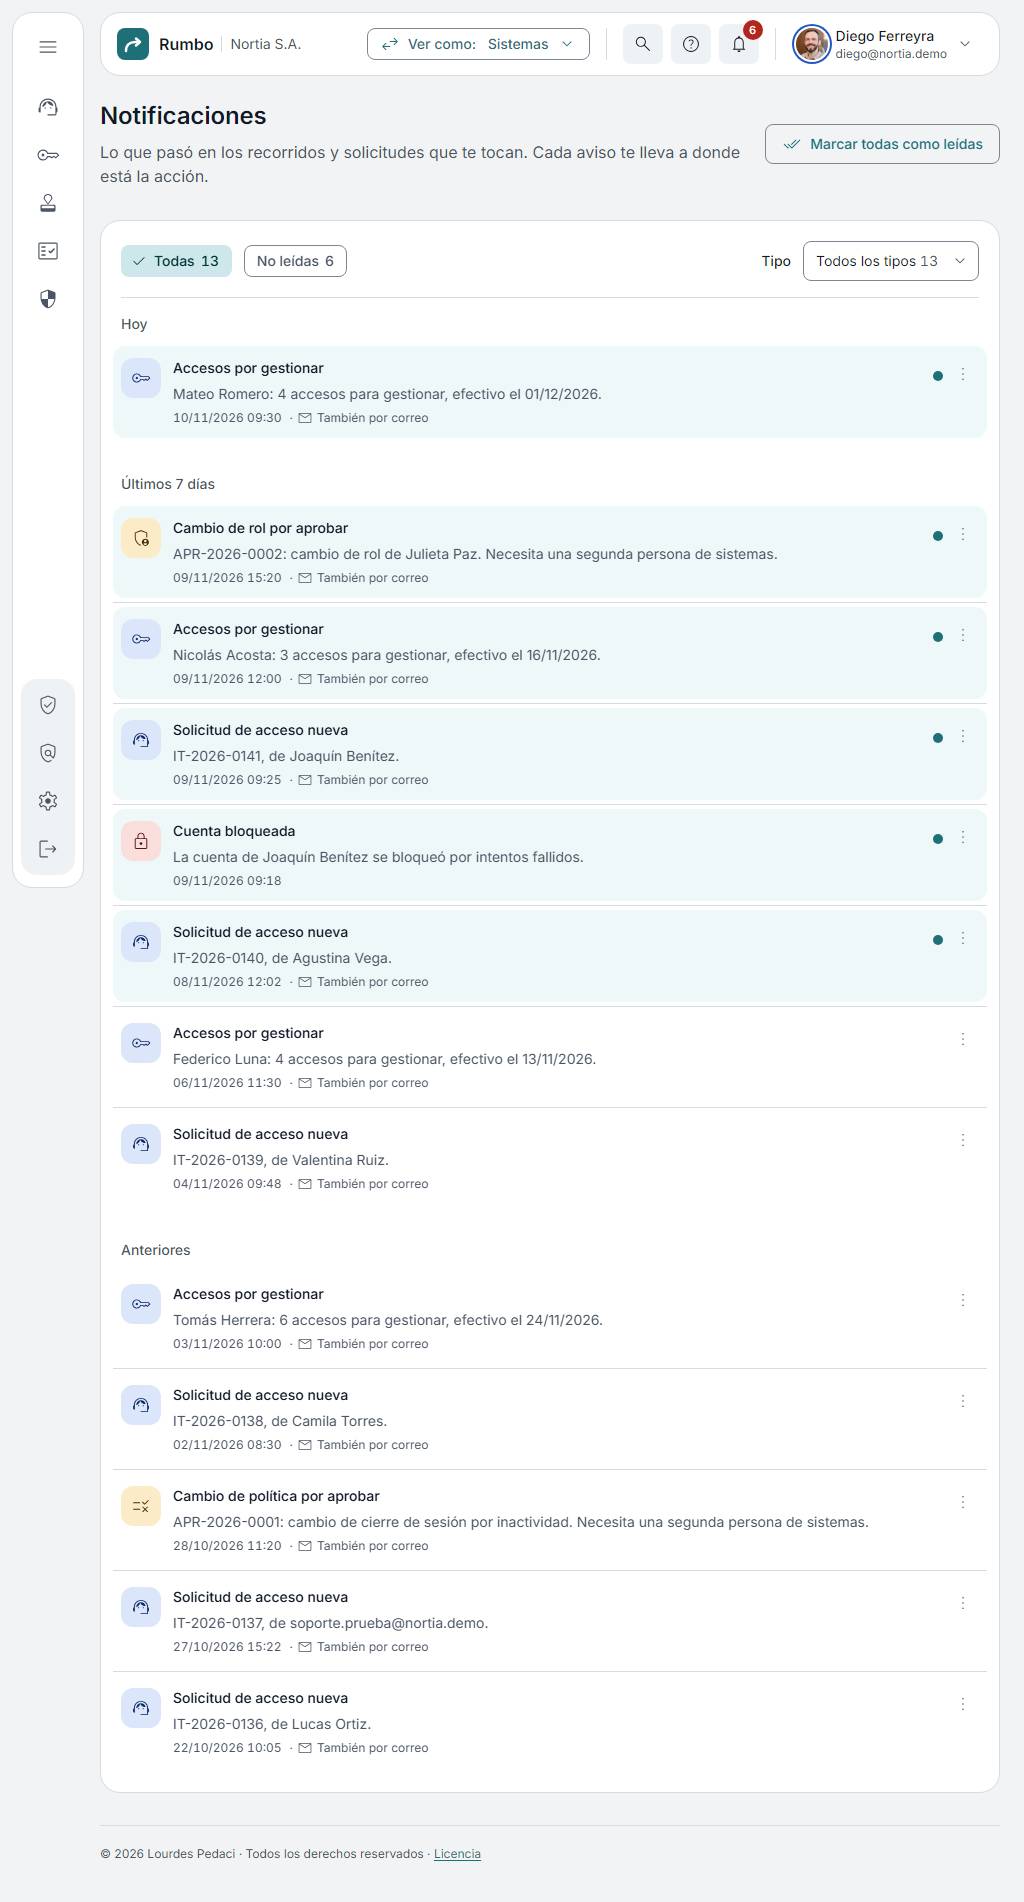 Rumbo
Nortia S.A.
Ver como: Sistemas
6
Diego Ferreyra
diego@nortia.demo
Notificaciones
Lo que pasó en los recorridos y solicitudes que te tocan. Cada aviso te lleva a donde
está la acción.
Marcar todas como leídas
Todas 13
No leídas 6
Tipo
Todos los tipos 13
Hoy
Accesos por gestionar
Mateo Romero: 4 accesos para gestionar, efectivo el 01/12/2026.
10/11/2026 09:30 · También por correo
Últimos 7 días
Cambio de rol por aprobar
APR-2026-0002: cambio de rol de Julieta Paz. Necesita una segunda persona de sistemas.
09/11/2026 15:20 · También por correo
Accesos por gestionar
Nicolás Acosta: 3 accesos para gestionar, efectivo el 16/11/2026.
09/11/2026 12:00 · También por correo
Solicitud de acceso nueva
IT-2026-0141, de Joaquín Benítez.
09/11/2026 09:25 · También por correo
Cuenta bloqueada
La cuenta de Joaquín Benítez se bloqueó por intentos fallidos.
09/11/2026 09:18
Solicitud de acceso nueva
IT-2026-0140, de Agustina Vega.
08/11/2026 12:02 · También por correo
Accesos por gestionar
Federico Luna: 4 accesos para gestionar, efectivo el 13/11/2026.
06/11/2026 11:30 · También por correo
Solicitud de acceso nueva
IT-2026-0139, de Valentina Ruiz.
04/11/2026 09:48 · También por correo
Anteriores
Accesos por gestionar
Tomás Herrera: 6 accesos para gestionar, efectivo el 24/11/2026.
03/11/2026 10:00 · También por correo
Solicitud de acceso nueva
IT-2026-0138, de Camila Torres.
02/11/2026 08:30 · También por correo
Cambio de política por aprobar
APR-2026-0001: cambio de cierre de sesión por inactividad. Necesita una segunda persona de sistemas.
28/10/2026 11:20 · También por correo
Solicitud de acceso nueva
IT-2026-0137, de soporte.prueba@nortia.demo.
27/10/2026 15:22 · También por correo
Solicitud de acceso nueva
IT-2026-0136, de Lucas Ortiz.
22/10/2026 10:05 · También por correo
© 2026 Lourdes Pedaci · Todos los derechos reservados · Licencia